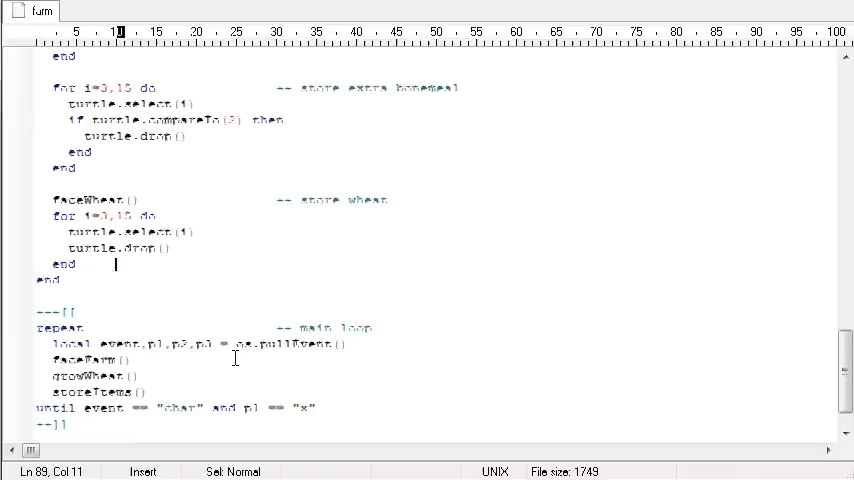 farm
5 10 15 20 25 30 35 40 45 50 55 60 65 70 75 80 85 90 95 100
end
for i=3,15 do -- store extra bonemeal
turtle.select(i)
if turtle.compareTo(2) then
turtle.drop()
end
end
faceWheat() -- store wheat
for i=3,15 do
turtle.select(i)
turtle.drop()
end
end
---[[
repeat -- main loop
local event,p1,p2,p3 = os.pullEvent()
faceFarm()
growWheat()
storeItems()
until event == "char" and p1 == "x"
--]]
Ln 89, Col 11 Insert Sel: Normal UNIX File size: 1749